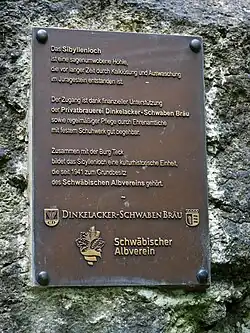 Das Sibyllenloch
ist eine sagenumwobene Höhle,
die vor langer Zeit durch Kalklösung und Auswaschung
im Juragestein entstanden ist.
Der Zugang ist dank finanzieller Unterstützung
der Privatbrauerei Dinkelacker-Schwaben Bräu
sowie regelmäßiger Pflege durch Ehrenamtliche
mit festem Schuhwerk gut begehbar.
Zusammen mit der Burg Teck
bildet das Sibyllenloch eine kulturhistorische Einheit,
die seit 1941 zum Grundbesitz
des Schwäbischen Albvereins gehört.
DINKELACKER-SCHWABEN BRÄU
Schwäbischer
Albverein